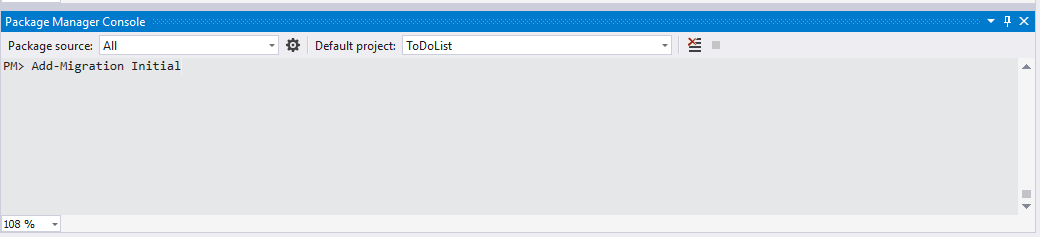 Package Manager Console
Package source: All Default project: ToDoList
PM> Add-Migration Initial
108 %